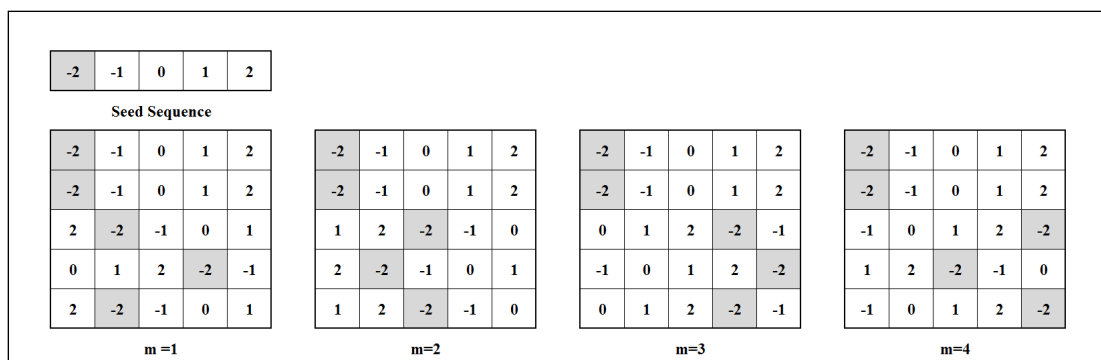 -2 -1 0 1 2
Seed Sequence
-2 -1 0 1 2 -2 -1 0 1 2 -2 -1 0 1 2 -2 -1 0 1 2
-2 -1 0 1 2 -2 -1 0 1 2 -2 -1 0 1 2 -2 -1 0 1 2
2 -2 -1 0 1 1 2 -2 -1 0 0 1 2 -2 -1 -1 0 1 2 -2
0 1 2 -2 -1 2 -2 -1 0 1 -1 0 1 2 -2 1 2 -2 -1 0
2 -2 -1 0 1 1 2 -2 -1 0 0 1 2 -2 -1 -1 0 1 2 -2
m =1 m=2 m=3 m=4